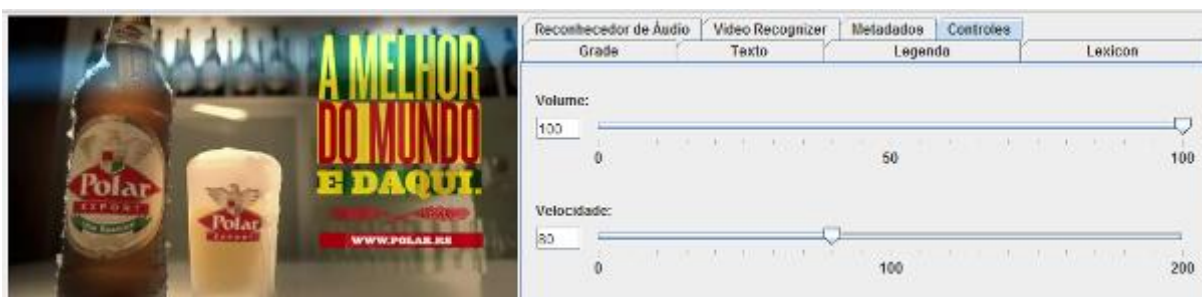 A MELHOR
DO MUNDO
E DAQUI.
WWW.POLAR.RS
Polar
EXPORT
Polar
EXPORT
Reconhecedor de Áudio
Video Recognizer
Metadados
Controles
Grade
Texto
Legenda
Lexicon
Volume:
100
0 50 100
Velocidade:
80
0 100 200